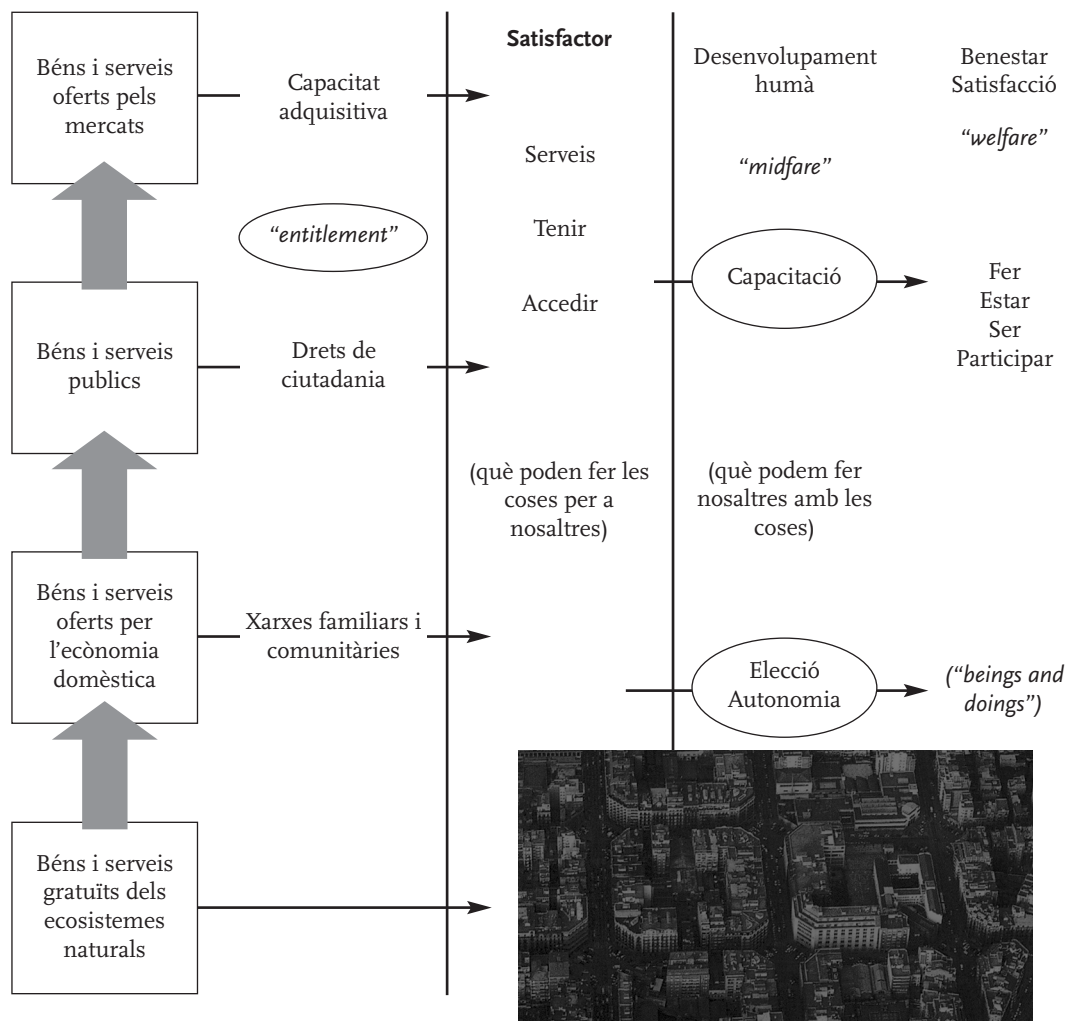 Béns i serveis
oferts pels
mercats
Capacitat
adquisitiva
“entitlement”
Béns i serveis
publics
Drets de
ciutadania
Béns i serveis
oferts per
l'ecònomia
domèstica
Xarxes familiars i
comunitàries
Béns i serveis
gratuïts dels
ecosistemes
naturals
Satisfactor
Serveis
Tenir
Accedir
(què poden fer les
coses per a
nosaltres)
Desenvolupament
humà
“midfare”
Capacitació
(què podem fer
nosaltres amb les
coses)
Elecció
Autonomia
Benestar
Satisfacció
“welfare”
Fer
Estar
Ser
Participar
(“beings and
doings”)